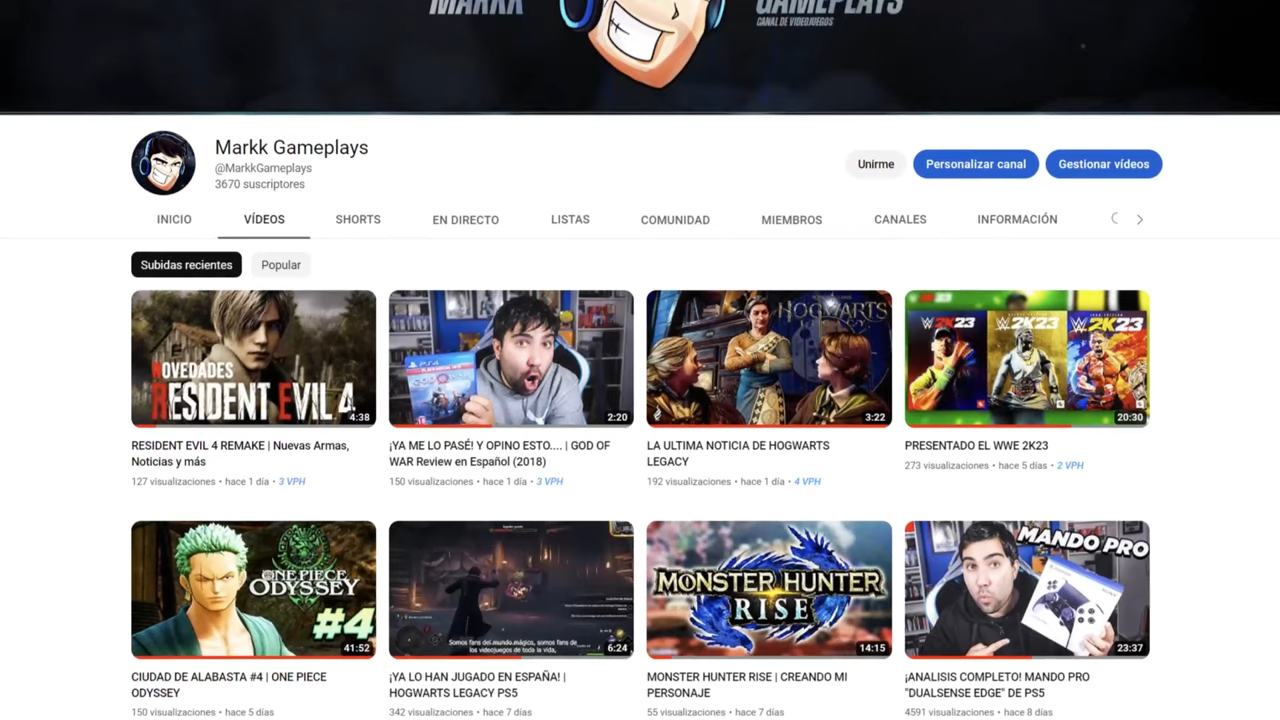 MARKK
GAMEPLAYS
CANAL DE VIDEOJUEGOS
Markk Gameplays
@MarkkGameplays
3670 suscriptores
Unirme
Personalizar canal
Gestionar vídeos
INICIO
VÍDEOS
SHORTS
EN DIRECTO
LISTAS
COMUNIDAD
MIEMBROS
CANALES
INFORMACIÓN
Subidas recientes
Popular
NOVEDADES
RESIDENT EVIL 4
4:38
PS4
GOD OF WAR
2:20
HOGWARTS
3:22
2K23
W 2K23
W 2K23
W 2K23
20:30
RESIDENT EVIL 4 REMAKE | Nuevas Armas,
Noticias y más
127 visualizaciones • hace 1 día • 3 VPH
¡YA ME LO PASÉ! Y OPINO ESTO.... | GOD OF
WAR Review en Español (2018)
150 visualizaciones • hace 1 día • 3 VPH
LA ULTIMA NOTICIA DE HOGWARTS
LEGACY
192 visualizaciones • hace 1 día • 4 VPH
PRESENTADO EL WWE 2K23
273 visualizaciones • hace 5 días • 2 VPH
ONE PIECE
ODYSSEY
#4
41:52
Somos fans del mundo mágico, somos fans de
los videojuegos de toda la vida,
6:24
MONSTER HUNTER
RISE
14:15
MANDO PRO
SONY
23:37
CIUDAD DE ALABASTA #4 | ONE PIECE
ODYSSEY
150 visualizaciones • hace 5 días
¡YA LO HAN JUGADO EN ESPAÑA! |
HOGWARTS LEGACY PS5
342 visualizaciones • hace 7 días
MONSTER HUNTER RISE | CREANDO MI
PERSONAJE
55 visualizaciones • hace 7 días
¡ANALISIS COMPLETO! MANDO PRO
"DUALSENSE EDGE" DE PS5
4591 visualizaciones • hace 8 días